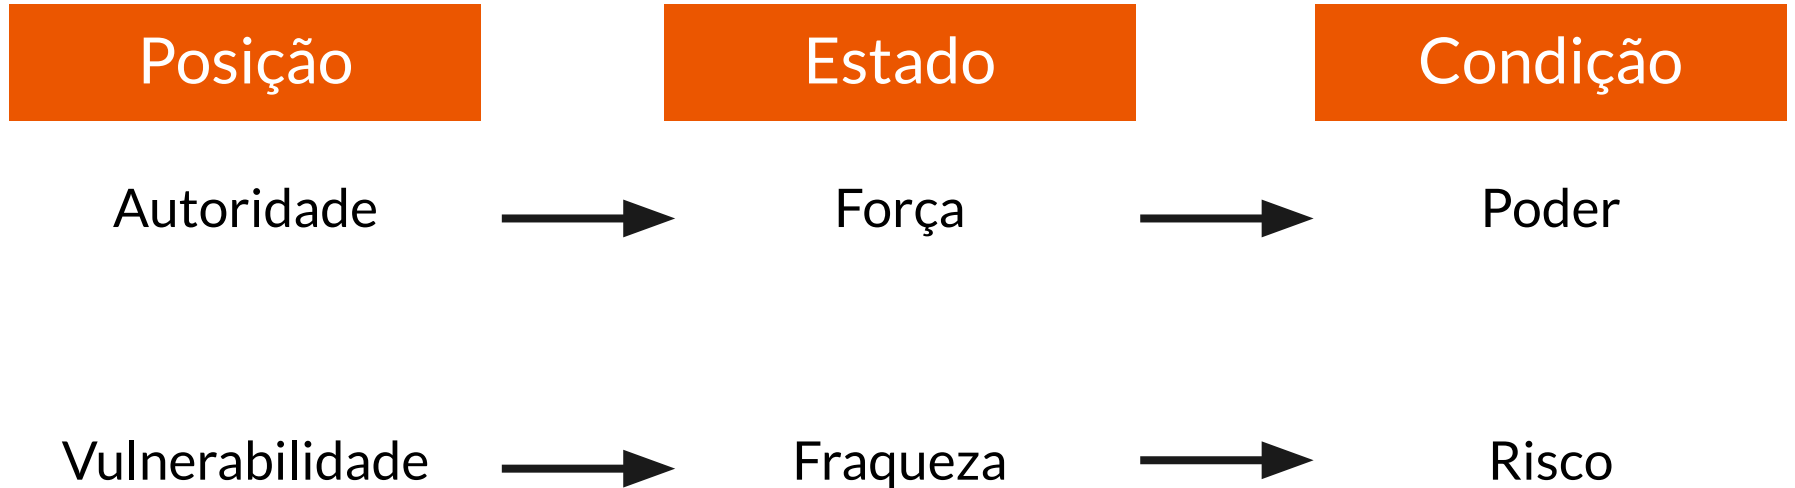 Posição Estado Condição
Autoridade Força Poder
Vulnerabilidade Fraqueza Risco